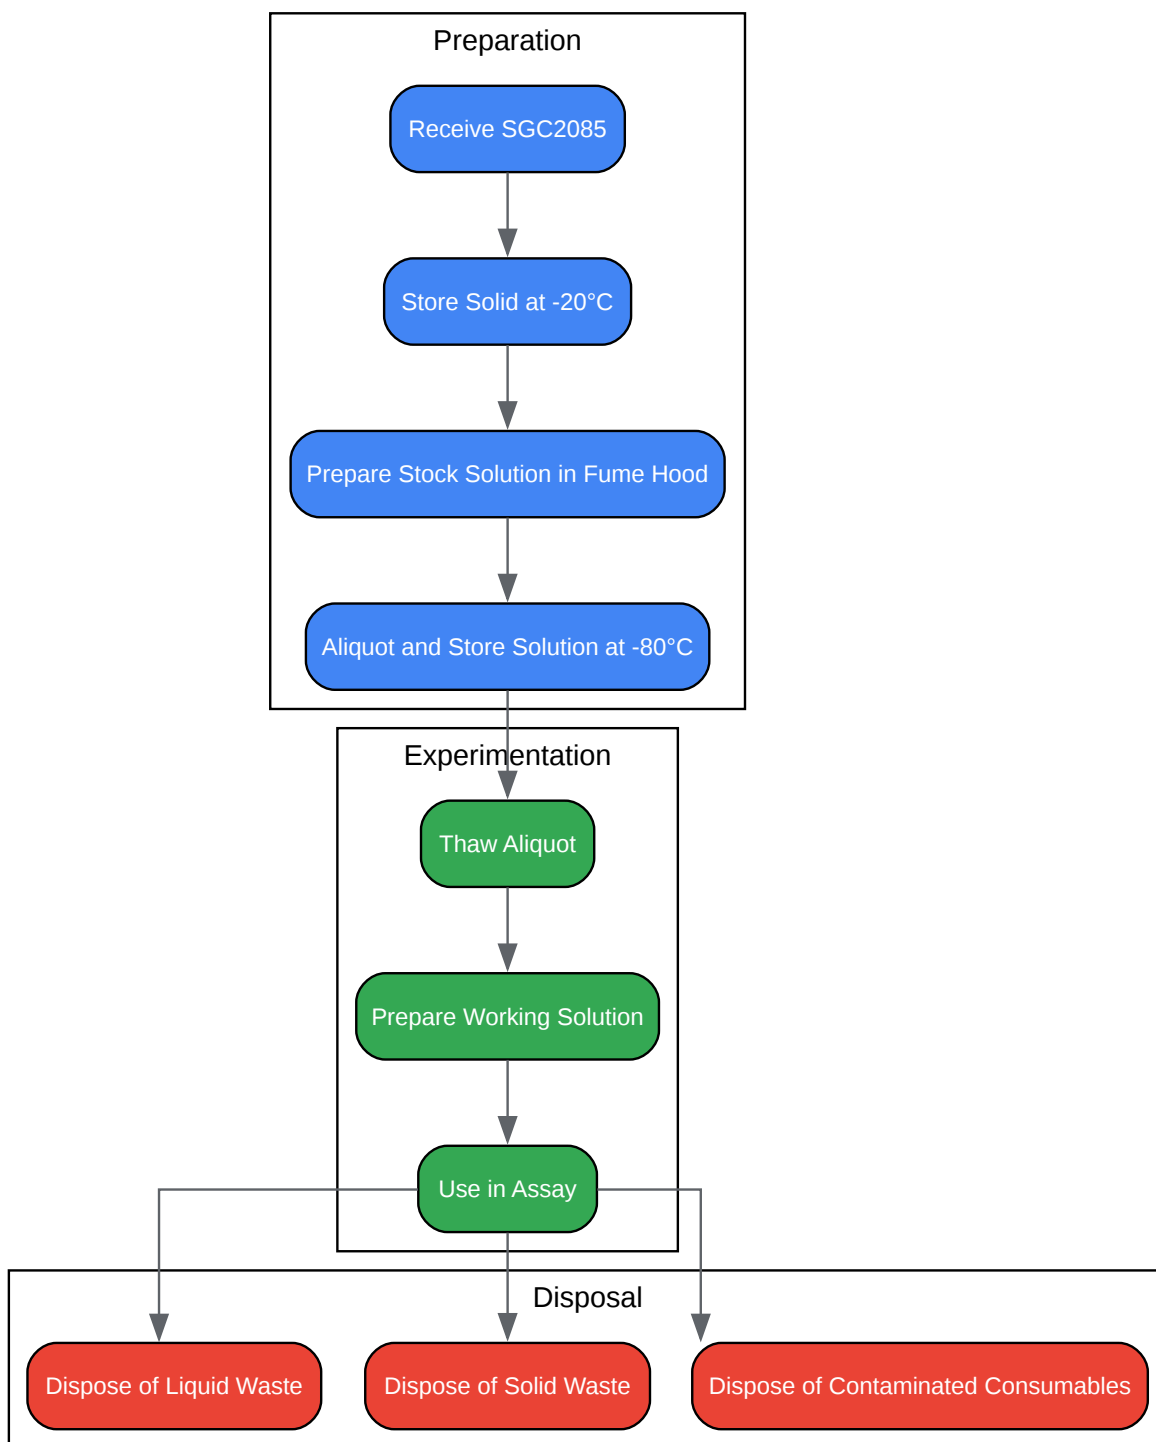 Preparation
Receive SGC2085
Store Solid at -20°C
Prepare Stock Solution in Fume Hood
Aliquot and Store Solution at -80°C
Experimentation
Thaw Aliquot
Prepare Working Solution
Use in Assay
Disposal
Dispose of Liquid Waste
Dispose of Solid Waste
Dispose of Contaminated Consumables